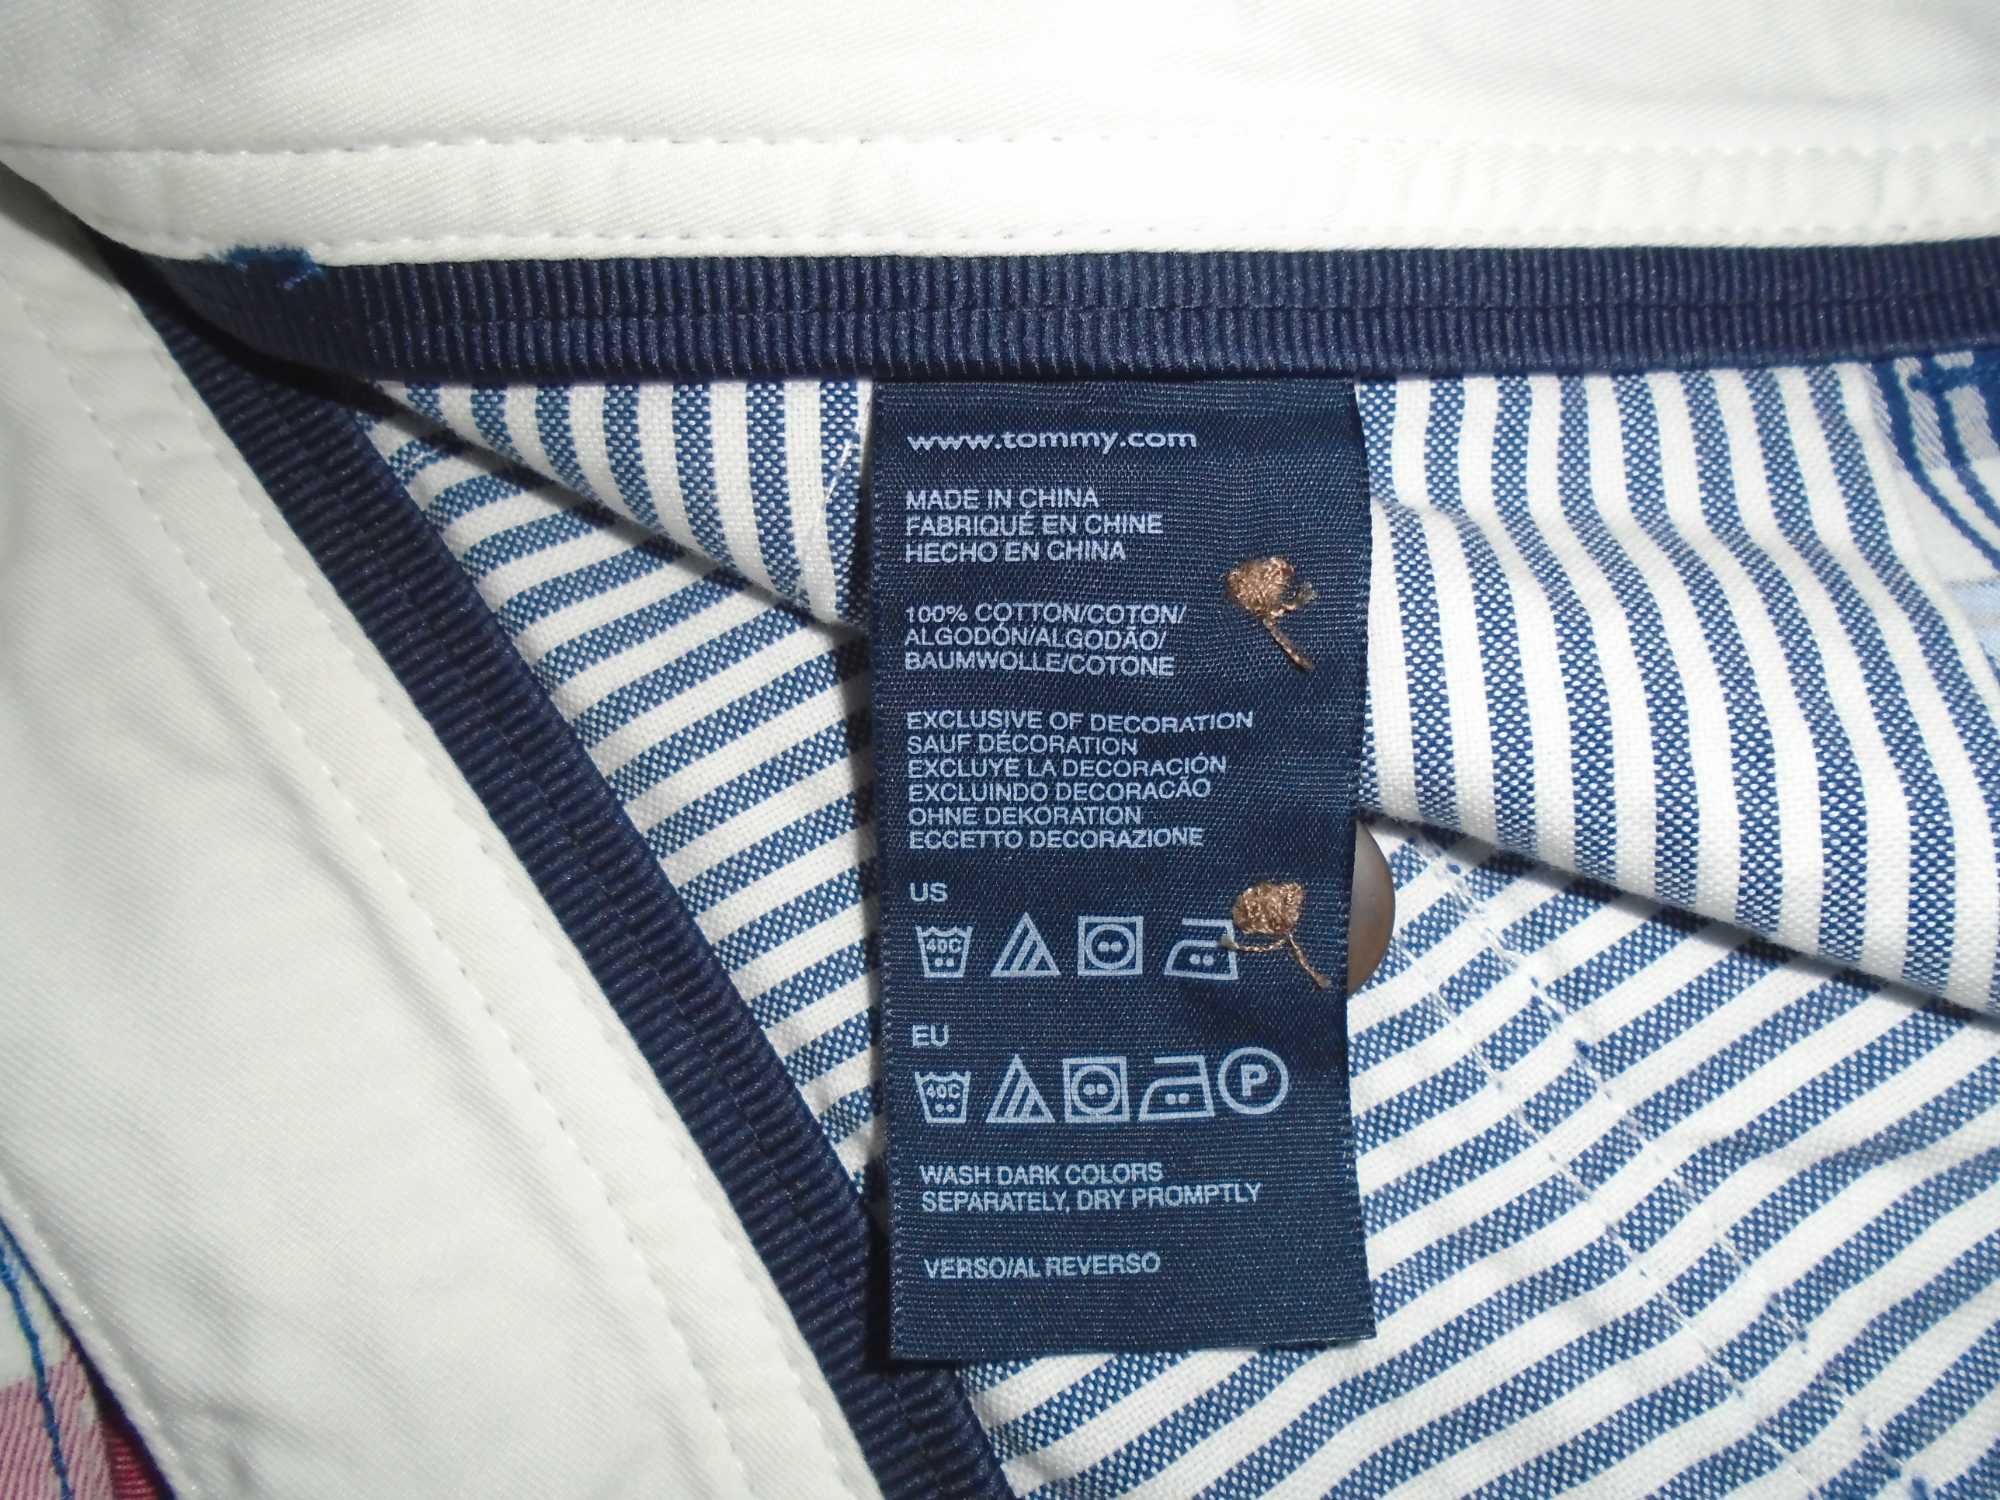 www.tommy.com
MADE IN CHINA
FABRIQUÉ EN CHINE
HECHO EN CHINA
100% COTTON/COTON/
ALGODÓN/ALGODÃO/
BAUMWOLLE/COTONE
EXCLUSIVE OF DECORATION
SAUF DÉCORATION
EXCLUYE LA DECORACIÓN
EXCLUINDO DECORACÃO
OHNE DEKORATION
ECCETTO DECORAZIONE
US
40C
EU
40C P
WASH DARK COLORS
SEPARATELY, DRY PROMPTLY
VERSO/AL REVERSO